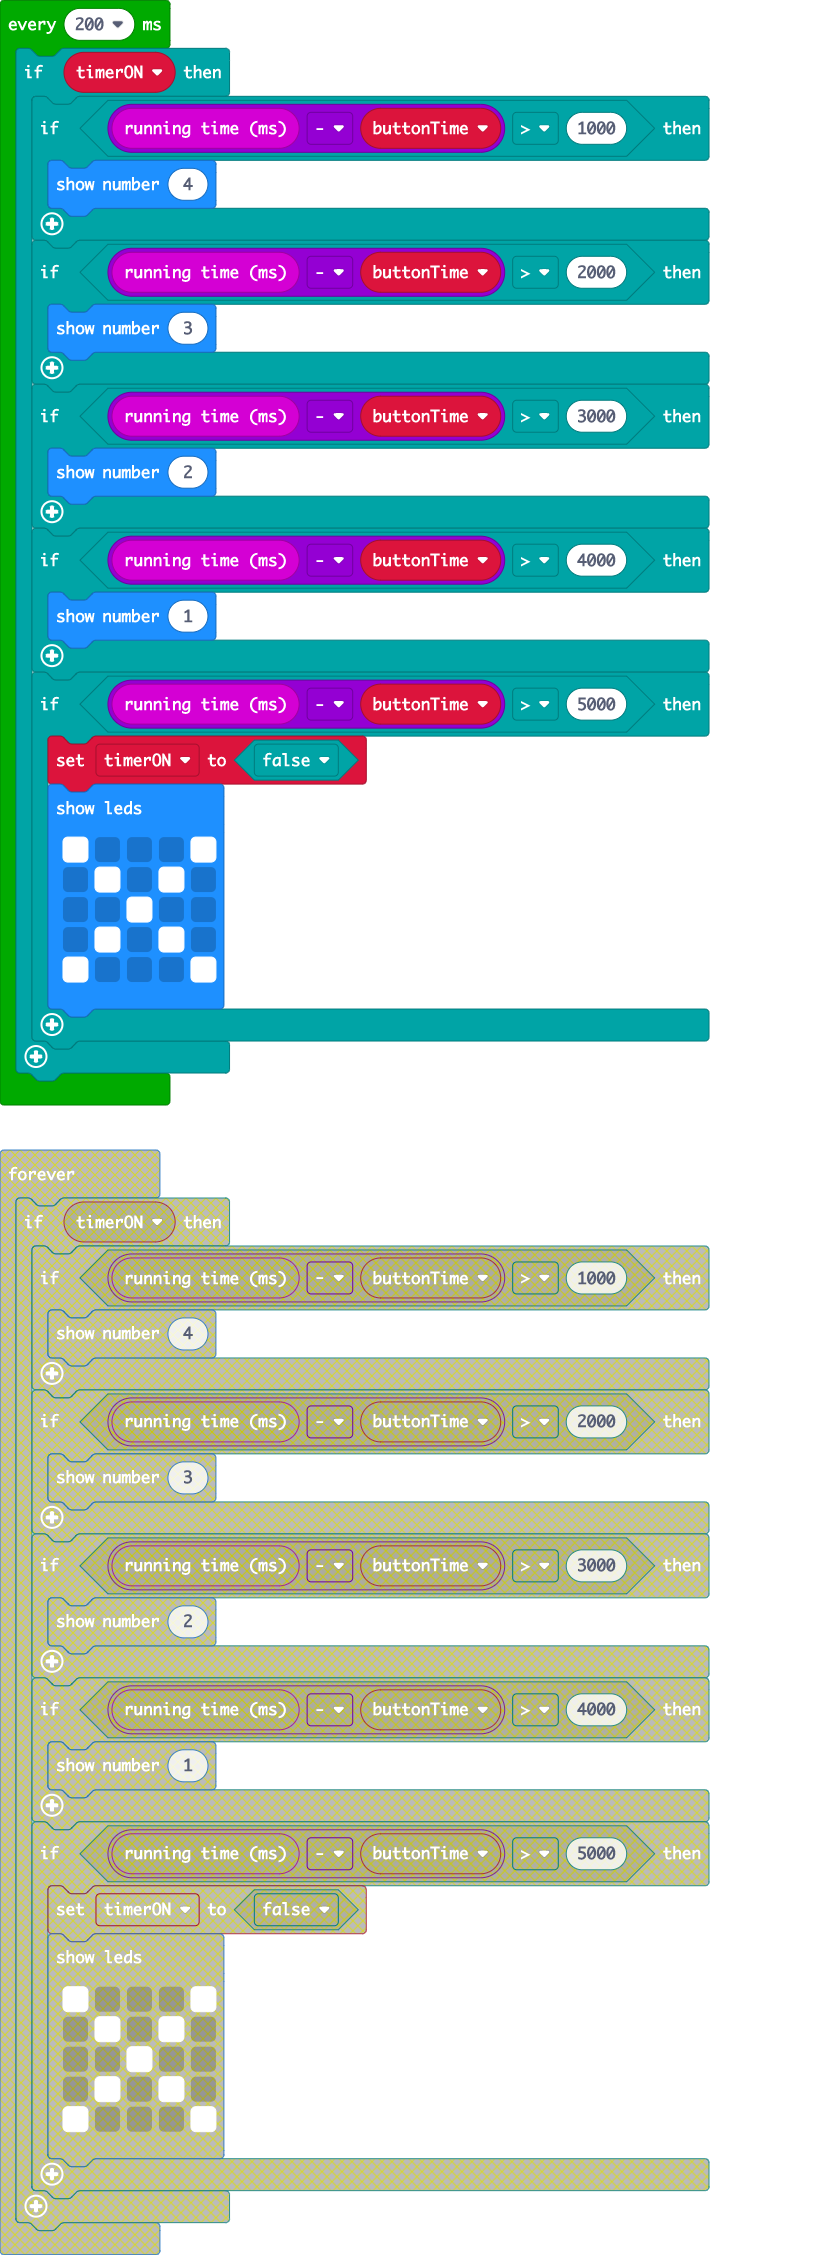 every 200 ms
if timerON then
if running time (ms) - buttonTime > 1000 then
show number 4
if running time (ms) - buttonTime > 2000 then
show number 3
if running time (ms) - buttonTime > 3000 then
show number 2
if running time (ms) - buttonTime > 4000 then
show number 1
if running time (ms) - buttonTime > 5000 then
set timerON to false
show leds
forever
if timerON then
if running time (ms) - buttonTime > 1000 then
show number 4
if running time (ms) - buttonTime > 2000 then
show number 3
if running time (ms) - buttonTime > 3000 then
show number 2
if running time (ms) - buttonTime > 4000 then
show number 1
if running time (ms) - buttonTime > 5000 then
set timerON to false
show leds